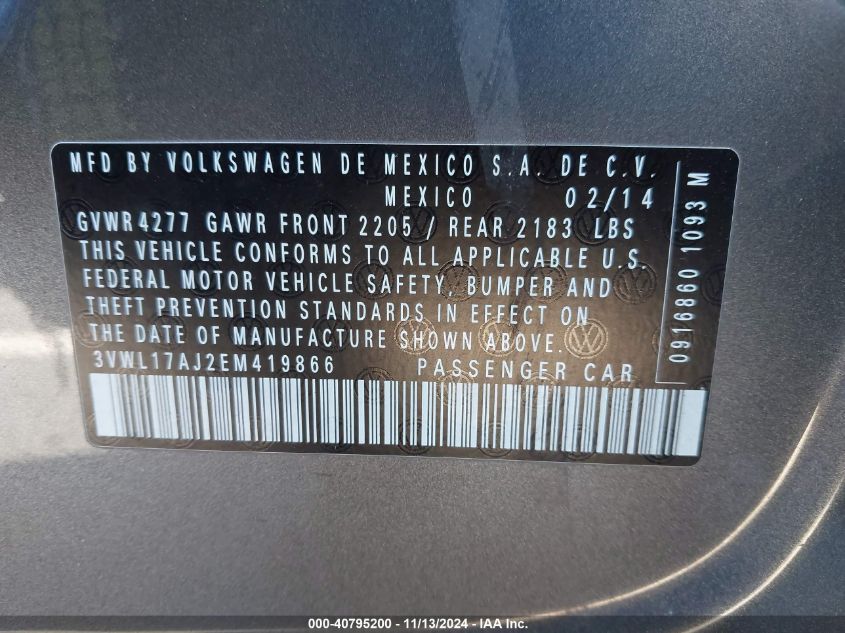 MFD BY VOLKSWAGEN DE MEXICO S.A. DE C.V.
MEXICO 02/14
GVWR 4277 GAWR FRONT 2205 / REAR 2183 LBS
THIS VEHICLE CONFORMS TO ALL APPLICABLE U.S.
FEDERAL MOTOR VEHICLE SAFETY, BUMPER AND
THEFT PREVENTION STANDARDS IN EFFECT ON
THE DATE OF MANUFACTURE SHOWN ABOVE.
3VWL17AJ2EM419866 PASSENGER CAR
0916860 1093 M
000-40795200 - 11/13/2024 - IAA Inc.